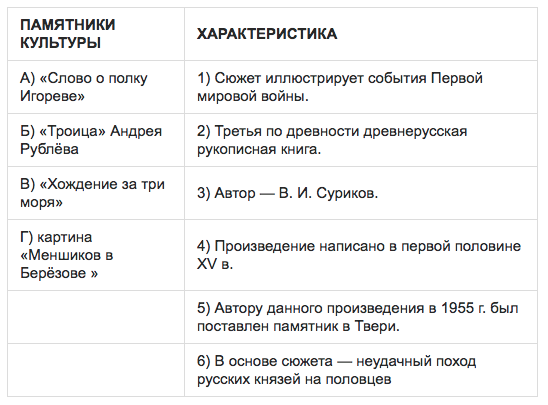 ПАМЯТНИКИ
КУЛЬТУРЫ
ХАРАКТЕРИСТИКА
А) «Слово о полку
Игореве»
1) Сюжет иллюстрирует события Первой
мировой войны.
Б) «Троица» Андрея
Рублёва
2) Третья по древности древнерусская
рукописная книга.
В) «Хождение за три
моря»
3) Автор — В. И. Суриков.
Г) картина
«Меншиков в
Берёзове »
4) Произведение написано в первой половине
XV в.
5) Автору данного произведения в 1955 г. был
поставлен памятник в Твери.
6) В основе сюжета — неудачный поход
русских князей на половцев